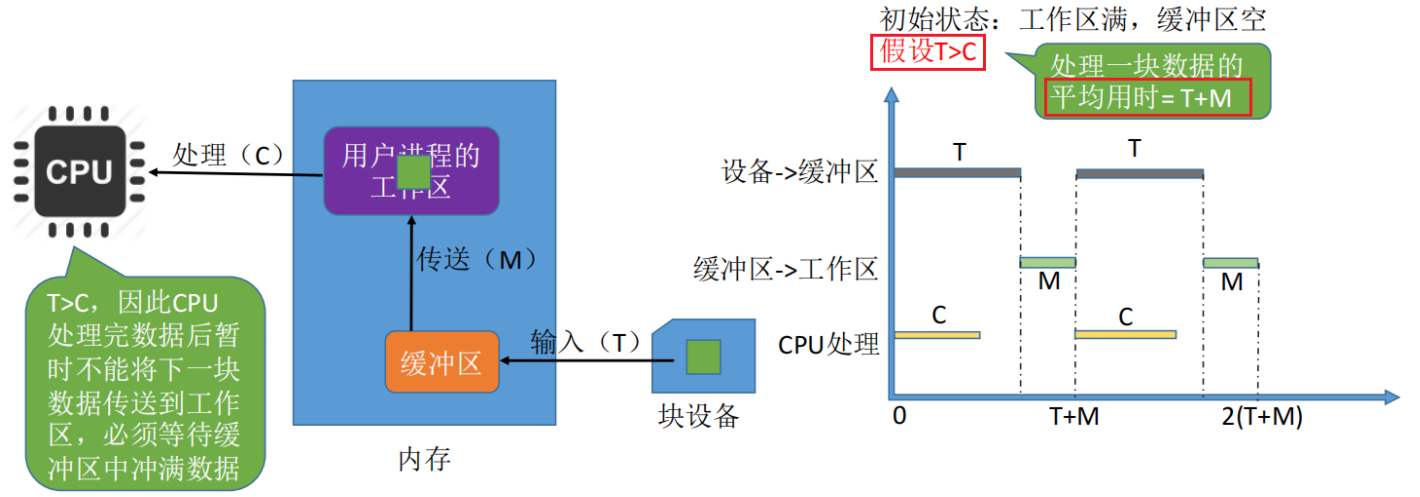 初始状态：工作区满，缓冲区空
假设T>C
处理一块数据的
平均用时= T+M
CPU
处理（C）
用户进程的
工作区
传送（M）
缓冲区
输入（T）
块设备
内存
T>C，因此CPU
处理完数据后暂
时不能将下一块
数据传送到工作
区，必须等待缓
冲区中冲满数据
设备->缓冲区
T
T
缓冲区->工作区
M
M
CPU处理
C
C
0
T+M
2(T+M)